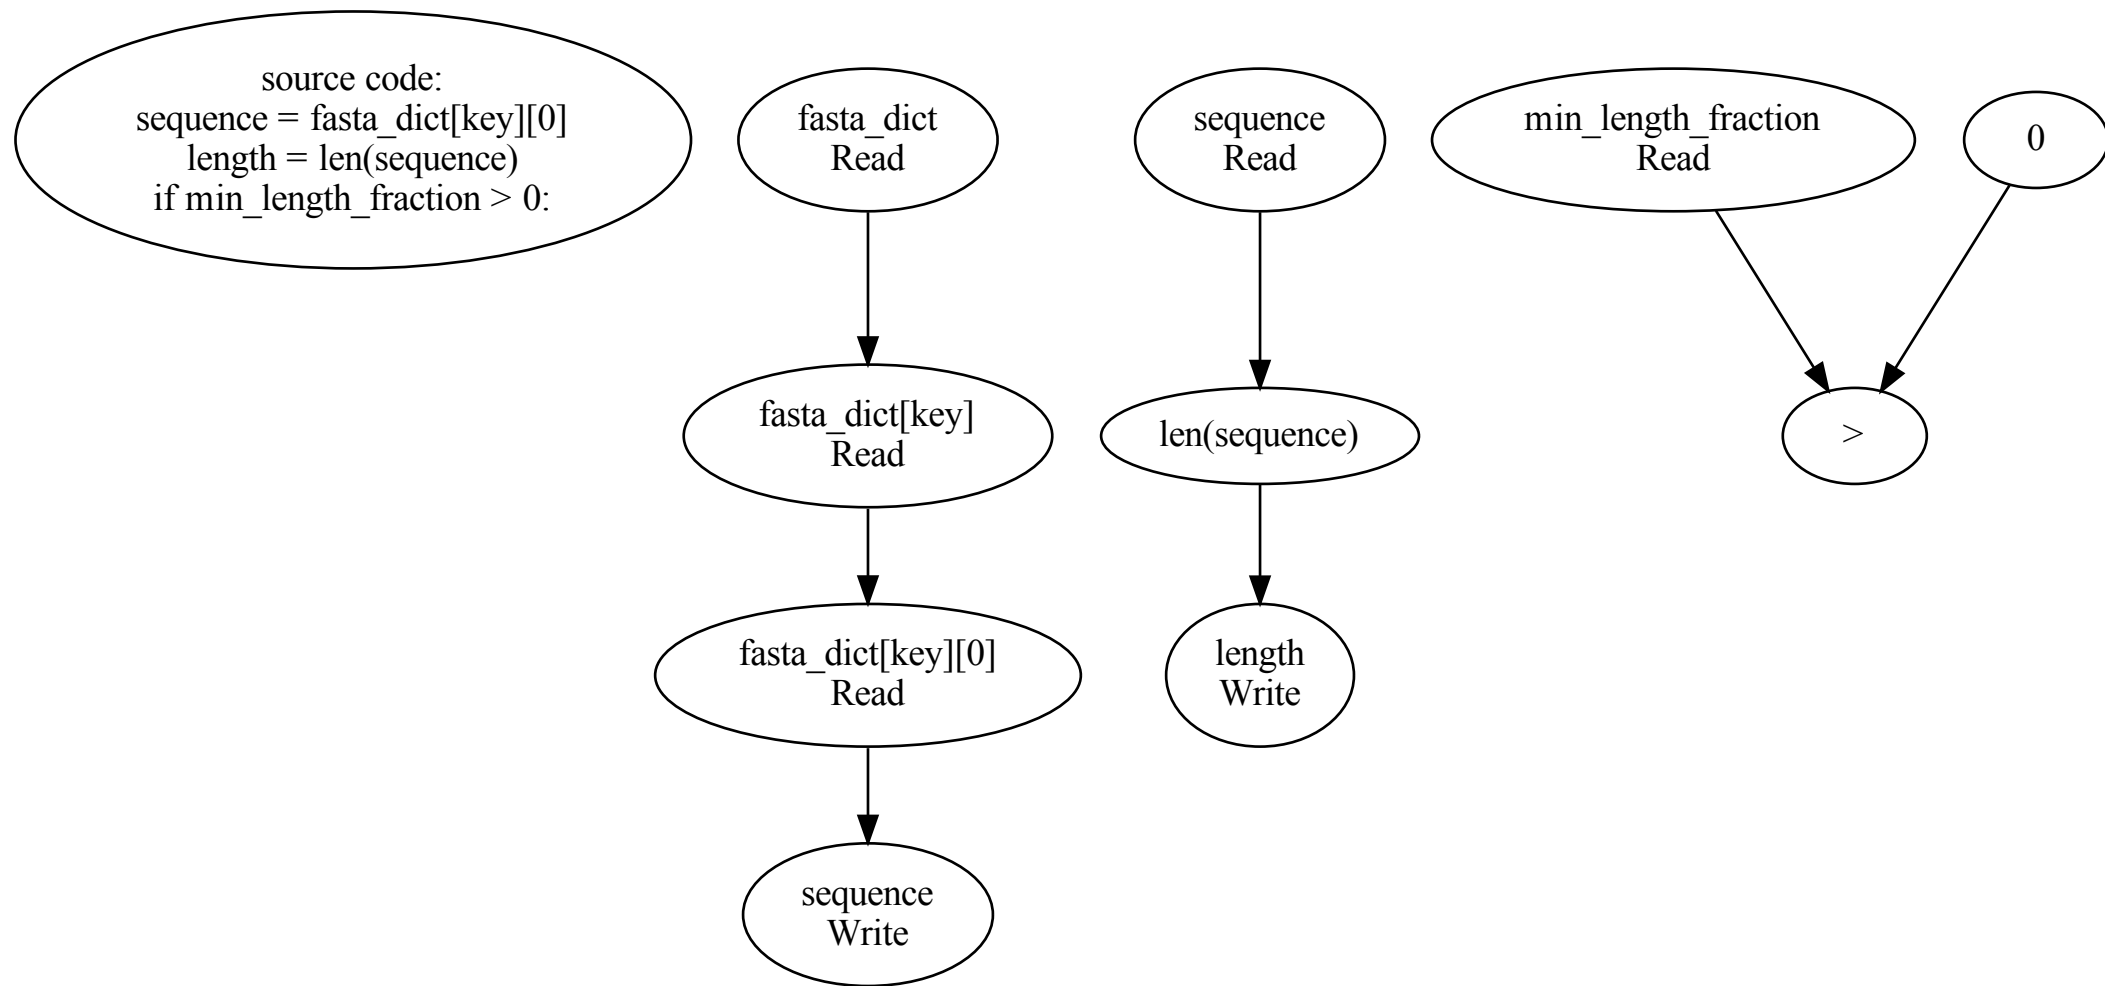 source code:
sequence = fasta_dict[key][0]
length = len(sequence)
if min_length_fraction > 0:
fasta_dict
Read
sequence
Read
min_length_fraction
Read
0
fasta_dict[key]
Read
len(sequence)
>
fasta_dict[key][0]
Read
length
Write
sequence
Write